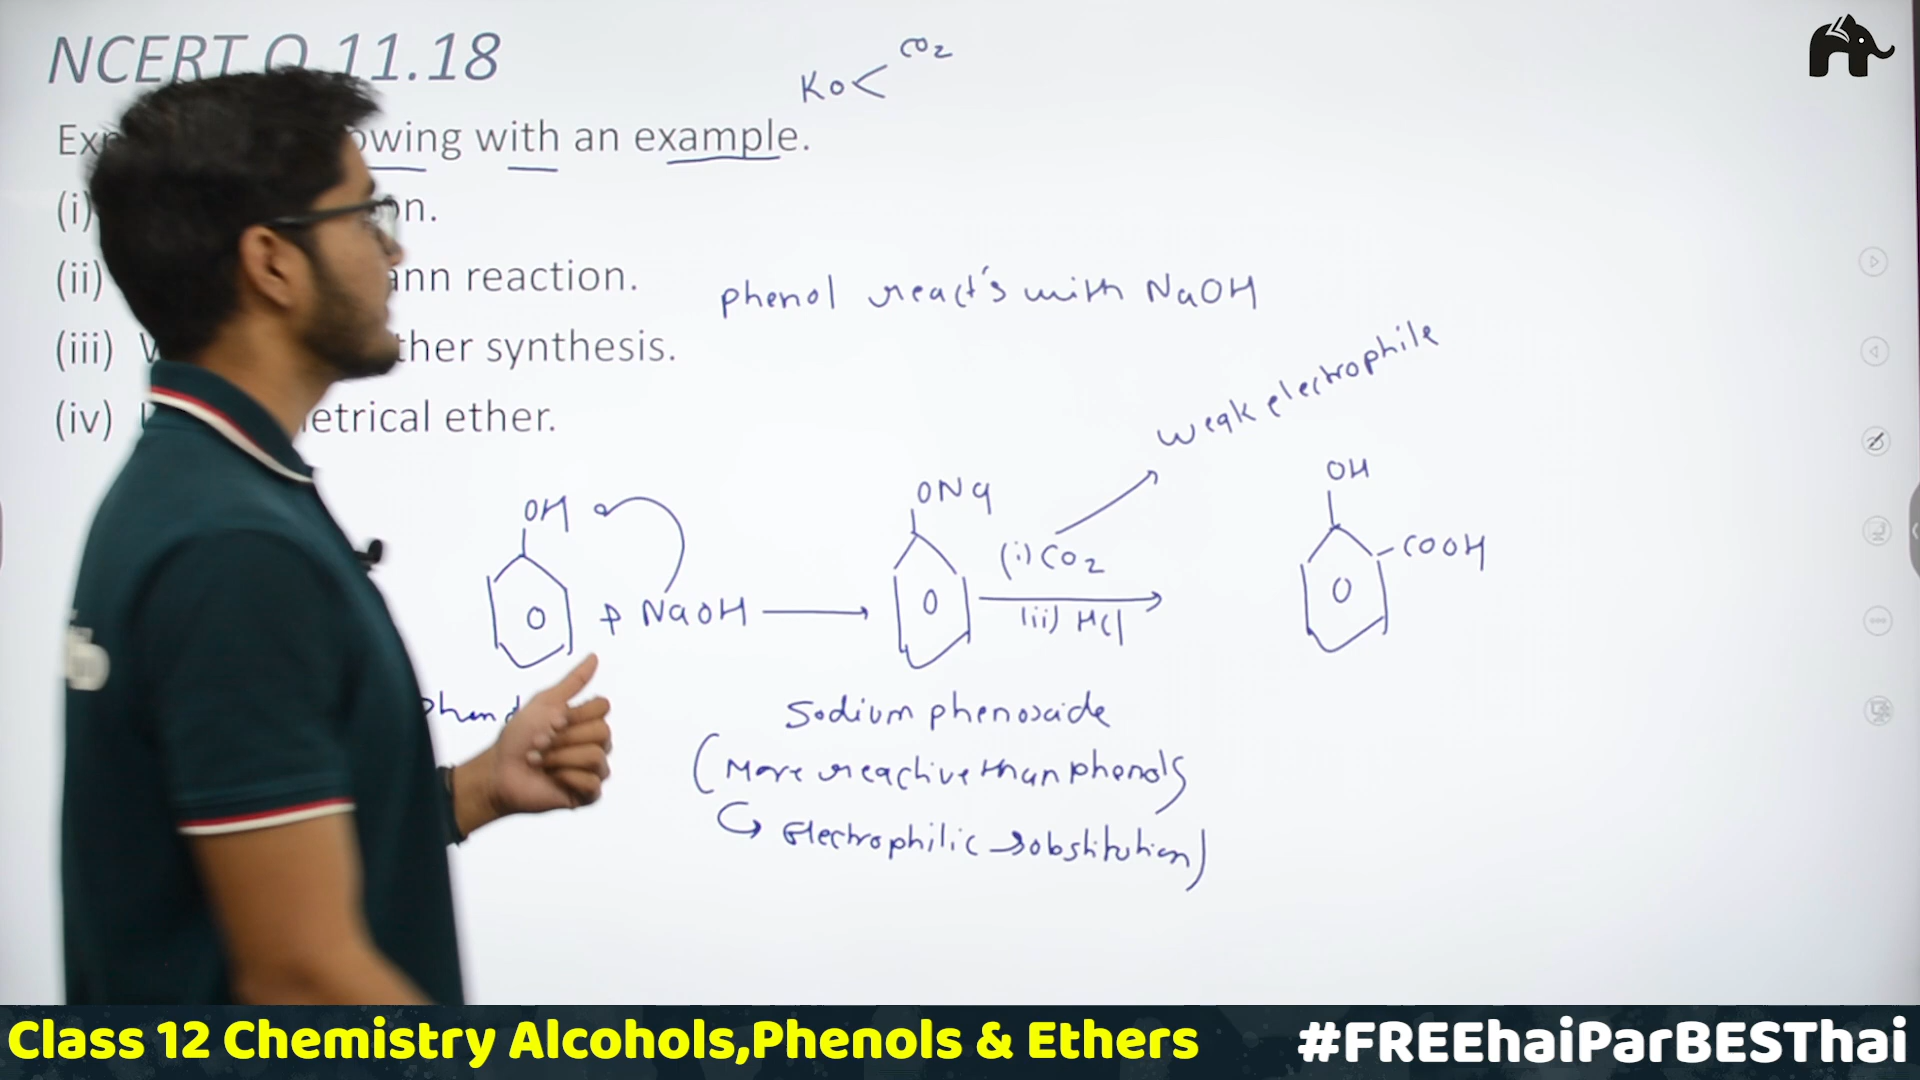 NCERT Q 11.18
Ko< CO2
owing with an example.
(i) n.
(ii) ann reaction.
phenol react's with NaOH
(iii) W ther synthesis.
weak electrophile
(iv) etrical ether.
OH
ONa
OH
(i) CO2
COOH
+ NaOH
(ii) HCl
phenol
Sodium phenoxide
(More reactive than phenols
Electrophilic substitution)
Class 12 Chemistry Alcohols,Phenols & Ethers
#FREEhaiParBESThai